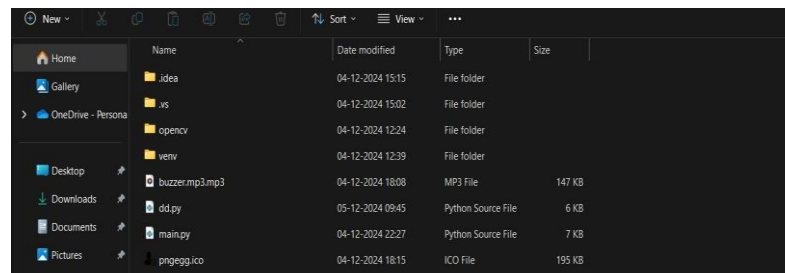 New Sort View ...
Name Date modified Type Size
Home
.idea 04-12-2024 15:15 File folder
Gallery
.vs 04-12-2024 15:02 File folder
OneDrive - Persona
opencv 04-12-2024 12:24 File folder
venv 04-12-2024 12:39 File folder
Desktop
buzzer.mp3.mp3 04-12-2024 18:08 MP3 File 147 KB
Downloads
dd.py 05-12-2024 09:45 Python Source File 6 KB
Documents
main.py 04-12-2024 22:27 Python Source File 7 KB
Pictures
pngegg.ico 04-12-2024 18:15 ICO File 195 KB